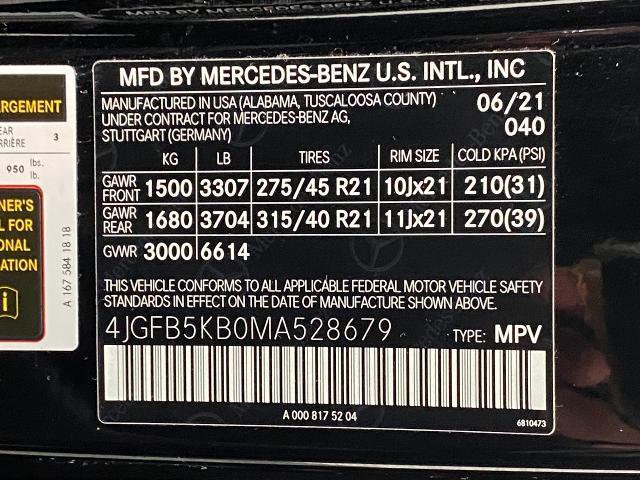 MFD BY MERCEDES-BENZ U.S. INTL., INC
MANUFACTURED IN USA (ALABAMA, TUSCALOOSA COUNTY)
UNDER CONTRACT FOR MERCEDES-BENZ AG,
STUTTGART (GERMANY)
06/21
040
KG LB TIRES RIM SIZE COLD KPA (PSI)
GAWR FRONT 1500 3307 275/45 R21 10Jx21 210(31)
GAWR REAR 1680 3704 315/40 R21 11Jx21 270(39)
GVWR 3000 6614
THIS VEHICLE CONFORMS TO ALL APPLICABLE FEDERAL MOTOR VEHICLE SAFETY
STANDARDS IN EFFECT ON THE DATE OF MANUFACTURE SHOWN ABOVE.
4JGFB5KB0MA528679 TYPE: MPV
A 000 817 52 04
6810473
3
950 lbs.
lb.
A 167 584 18 18